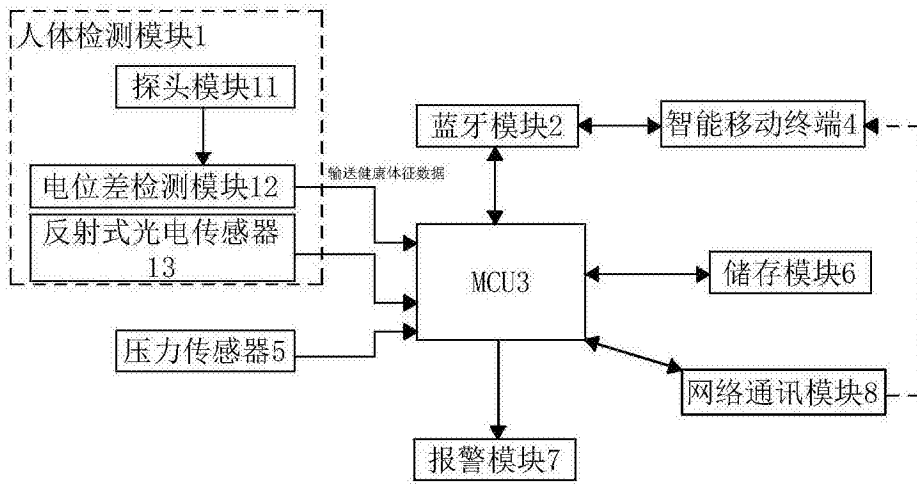 人体检测模块1
探头模块11
电位差检测模块12
反射式光电传感器
13
输送健康体征数据
压力传感器5
蓝牙模块2
智能移动终端4
MCU3
储存模块6
网络通讯模块8
报警模块7